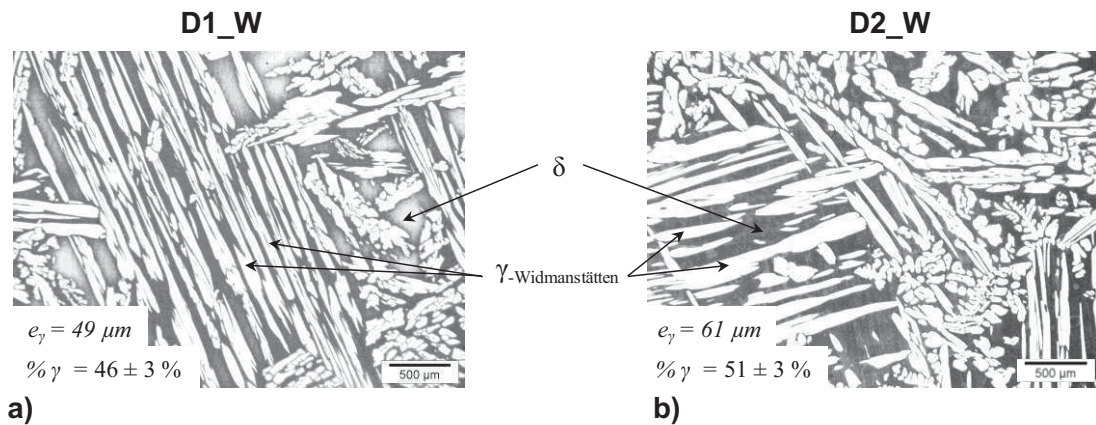 D1_W
D2_W
δ
γ-Widmanstätten
eγ = 49 µm
% γ = 46 ± 3 %
500 µm
eγ = 61 µm
% γ = 51 ± 3 %
500 µm
a)
b)